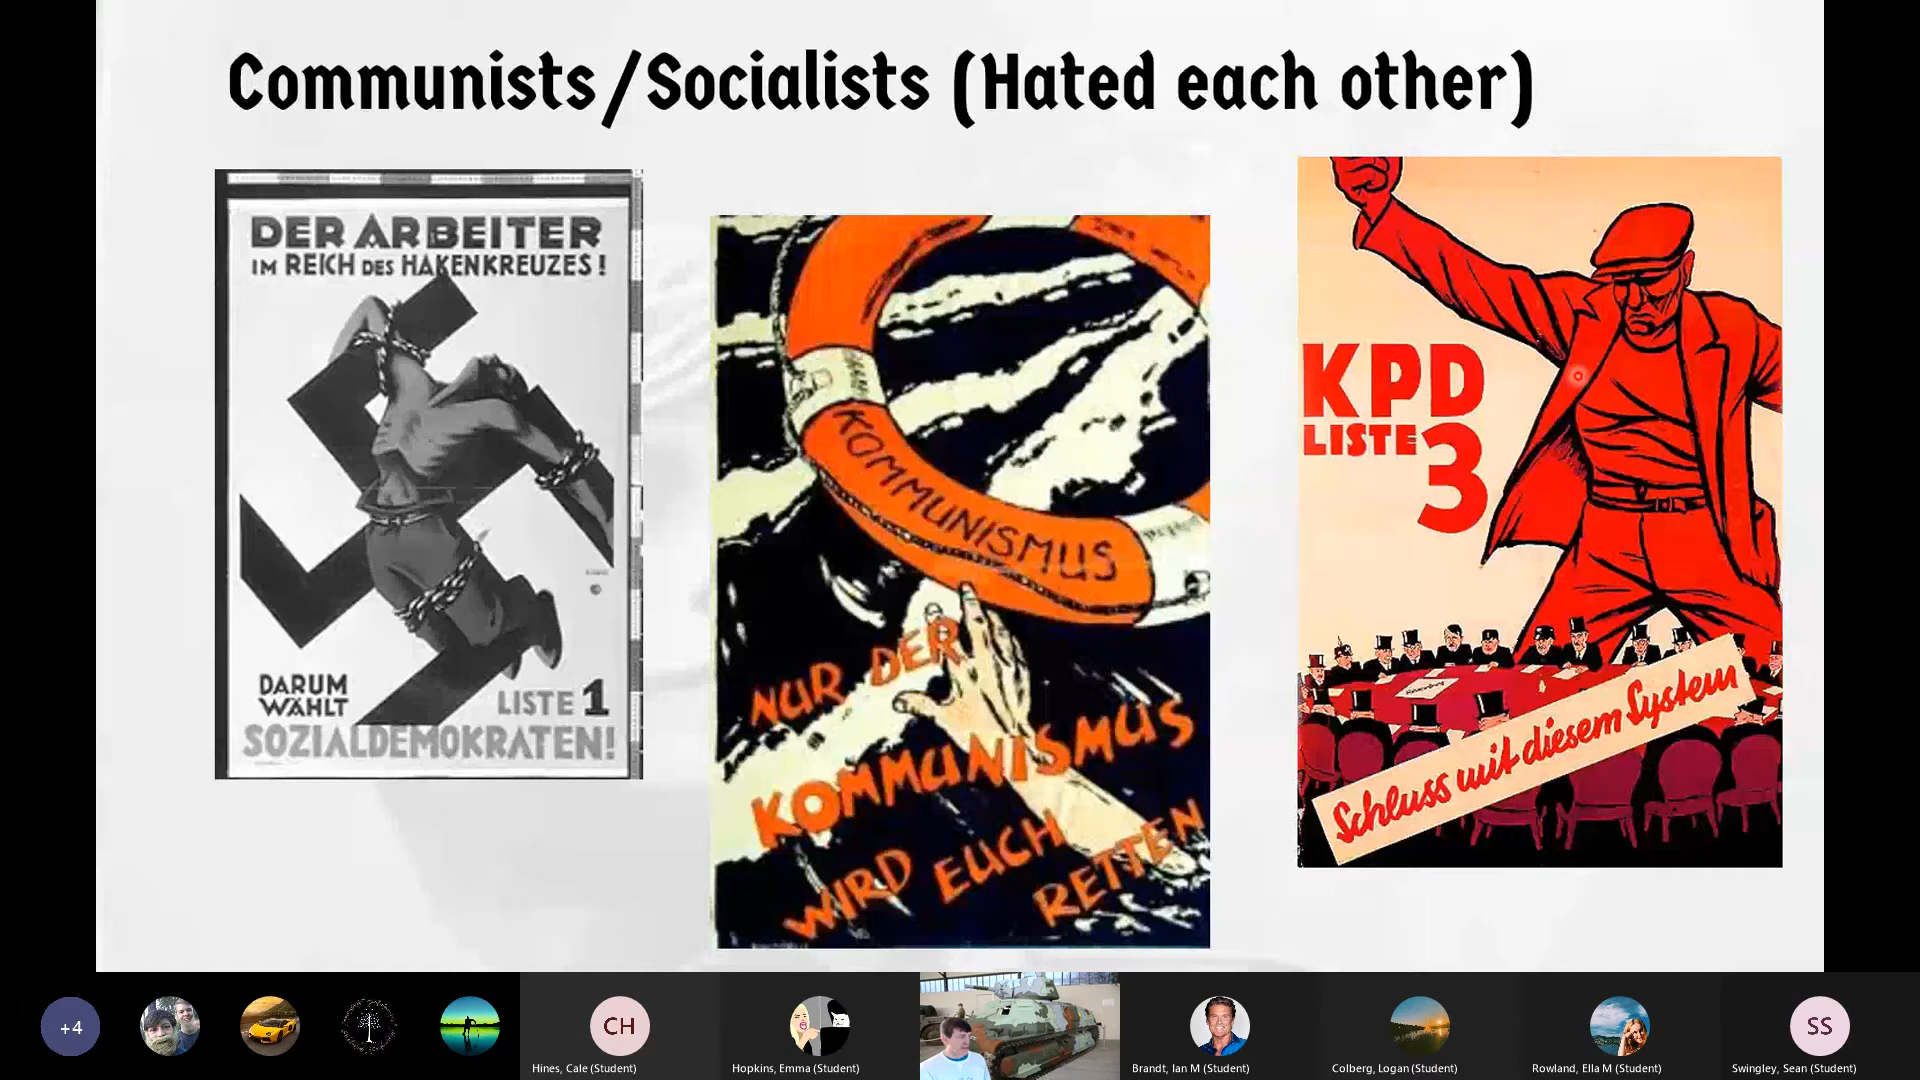 Communists/Socialists (Hated each other)
DER ARBEITER
IM REICH DES HAKENKREUZES!
DARUM
WÄHLT
LISTE 1
SOZIALDEMOKRATEN!
KOMMUNISMUS
NUR DER
KOMMUNISMUS
WIRD EUCH
RETTEN
KPD
LISTE 3
Schluss mit diesem System
+4
CH
Hines, Cale (Student)
Hopkins, Emma (Student)
Brandt, Ian M (Student)
Colberg, Logan (Student)
Rowland, Ella M (Student)
SS
Swingley, Sean (Student)